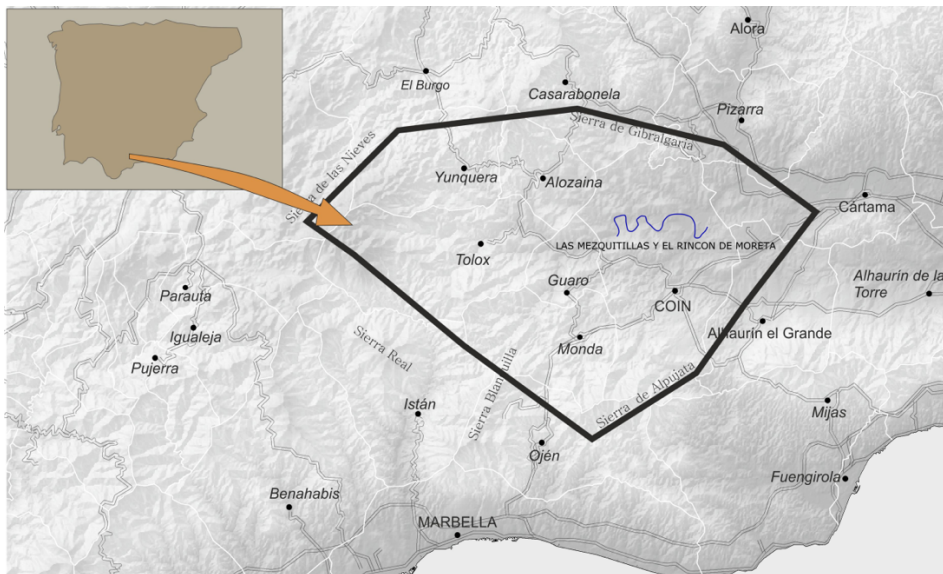 Alora
El Burgo
Casarabonela
Pizarra
Sierra de Gibralgaria
Sierra de las Nieves
Yunquera
Alozaina
Cártama
LAS MEZQUITILLAS Y EL RINCON DE MORETA
Tolox
Guaro
COIN
Alhaurin de la
Torre
Parauta
Igualeja
Pujerra
Monda
Alhaurín el Grande
Sierra Real
Sierra Blanquilla
Sierra de Alpujata
Istán
Mijas
Ojén
Fuengirola
Benahabis
MARBELLA